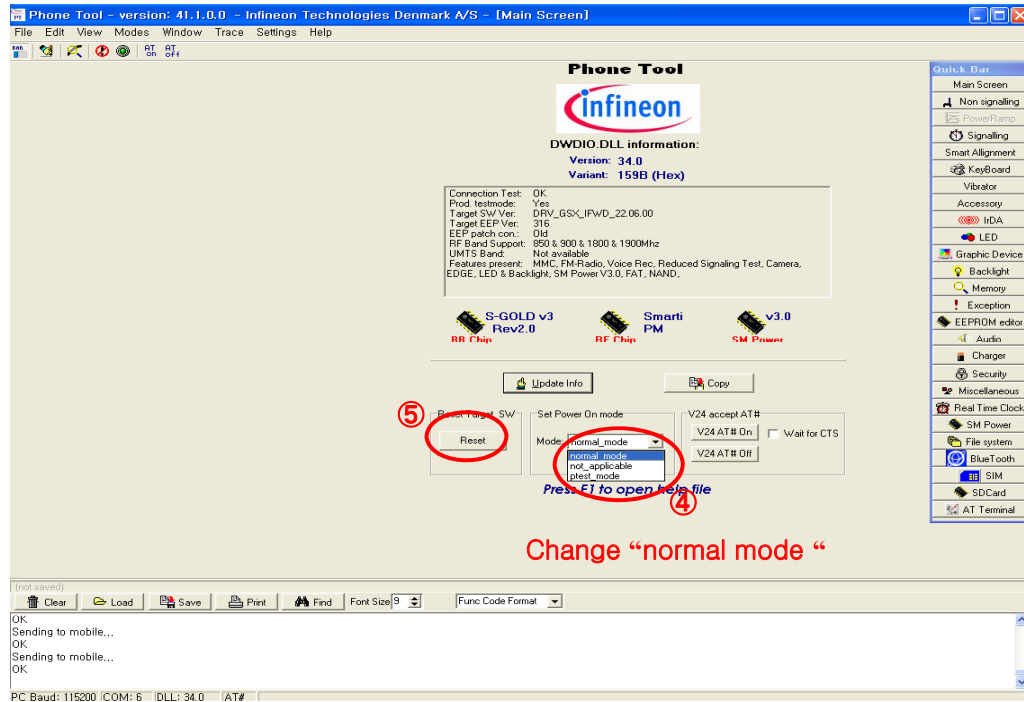 Phone Tool - version: 41.1.0.0 - Infineon Technologies Denmark A/S - [Main Screen]
File Edit View Modes Window Trace Settings Help
BAR AT on AT off
Phone Tool
infineon
DWDIO.DLL information:
Version: 34.0
Variant: 159B (Hex)
Connection Test: OK
Prod. testmode: Yes
Target SW Ver: DRV_GSX_IFWD_22.06.00
Target EEP Ver: 316
EEP patch con.: Old
RF Band Support: 850 & 900 & 1800 & 1900Mhz
UMTS Band: Not available
Features present: MMC, FM-Radio, Voice Rec, Reduced Signaling Test, Camera,
EDGE, LED & Backlight, SM Power V3.0, FAT, NAND,
S-GOLD v3
Rev2.0
BB Chip
Smarti
PM
RF Chip
v3.0
SM Power
Update Info
Copy
⑤
Reset Target SW
Reset
Set Power On mode
Mode: normal_mode
normal_mode
not_applicable
ptest_mode
④
V24 accept AT#
V24 AT# On
Wait for CTS
V24 AT# Off
Press F1 to open help file
Change “normal mode “
Quick Bar
Main Screen
Non signalling
PowerRamp
Signalling
Smart Allignment
KeyBoard
Vibrator
Accessory
IrDA
LED
Graphic Device
Backlight
Memory
Exception
EEPROM editor
Audio
Charger
Security
Miscellaneous
Real Time Clock
SM Power
File system
BlueTooth
SIM
SDCard
AT Terminal
(not saved)
Clear Load Save Print Find Font Size 9 Func Code Format
OK
Sending to mobile...
OK
Sending to mobile...
OK
PC Baud: 115200 COM: 6 DLL: 34.0 AT#